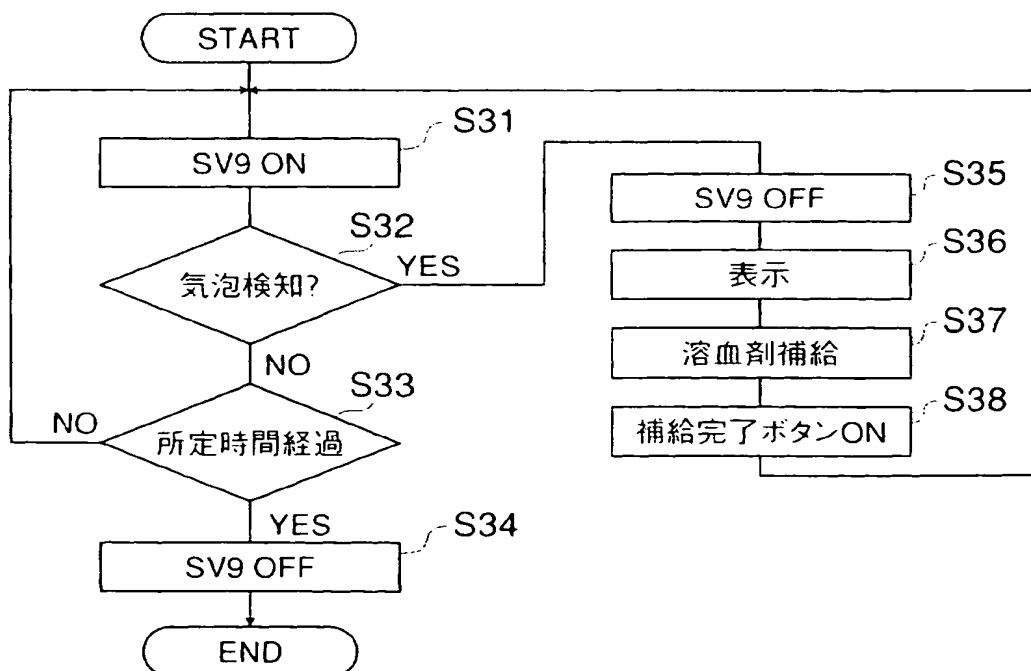 START
S31
SV9 ON
S32
気泡検知?
YES
NO
S33
所定時間経過
NO
YES
S34
SV9 OFF
END
S35
SV9 OFF
S36
表示
S37
溶血剤補給
S38
補給完了ボタンON